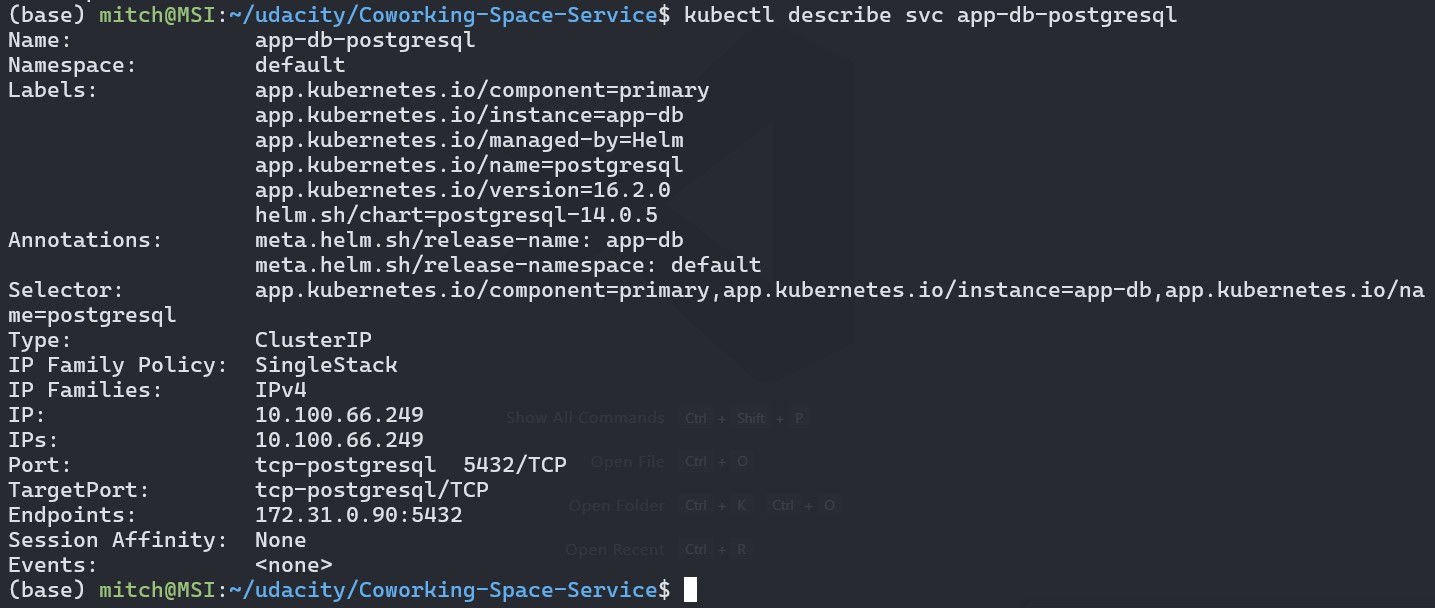 (base) mitch@MSI:~/udacity/Coworking-Space-Service$ kubectl describe svc app-db-postgresql
Name:              app-db-postgresql
Namespace:         default
Labels:            app.kubernetes.io/component=primary
                   app.kubernetes.io/instance=app-db
                   app.kubernetes.io/managed-by=Helm
                   app.kubernetes.io/name=postgresql
                   app.kubernetes.io/version=16.2.0
                   helm.sh/chart=postgresql-14.0.5
Annotations:       meta.helm.sh/release-name: app-db
                   meta.helm.sh/release-namespace: default
Selector:          app.kubernetes.io/component=primary,app.kubernetes.io/instance=app-db,app.kubernetes.io/na
me=postgresql
Type:              ClusterIP
IP Family Policy:  SingleStack
IP Families:       IPv4
IP:                10.100.66.249
Show All Commands Ctrl + Shift + P
IPs:               10.100.66.249
Port:              tcp-postgresql  5432/TCP
Open File Ctrl + O
TargetPort:        tcp-postgresql/TCP
Endpoints:         172.31.0.90:5432
Open Folder Ctrl + K Ctrl + O
Session Affinity:  None
Open Recent Ctrl + R
Events:            <none>
(base) mitch@MSI:~/udacity/Coworking-Space-Service$